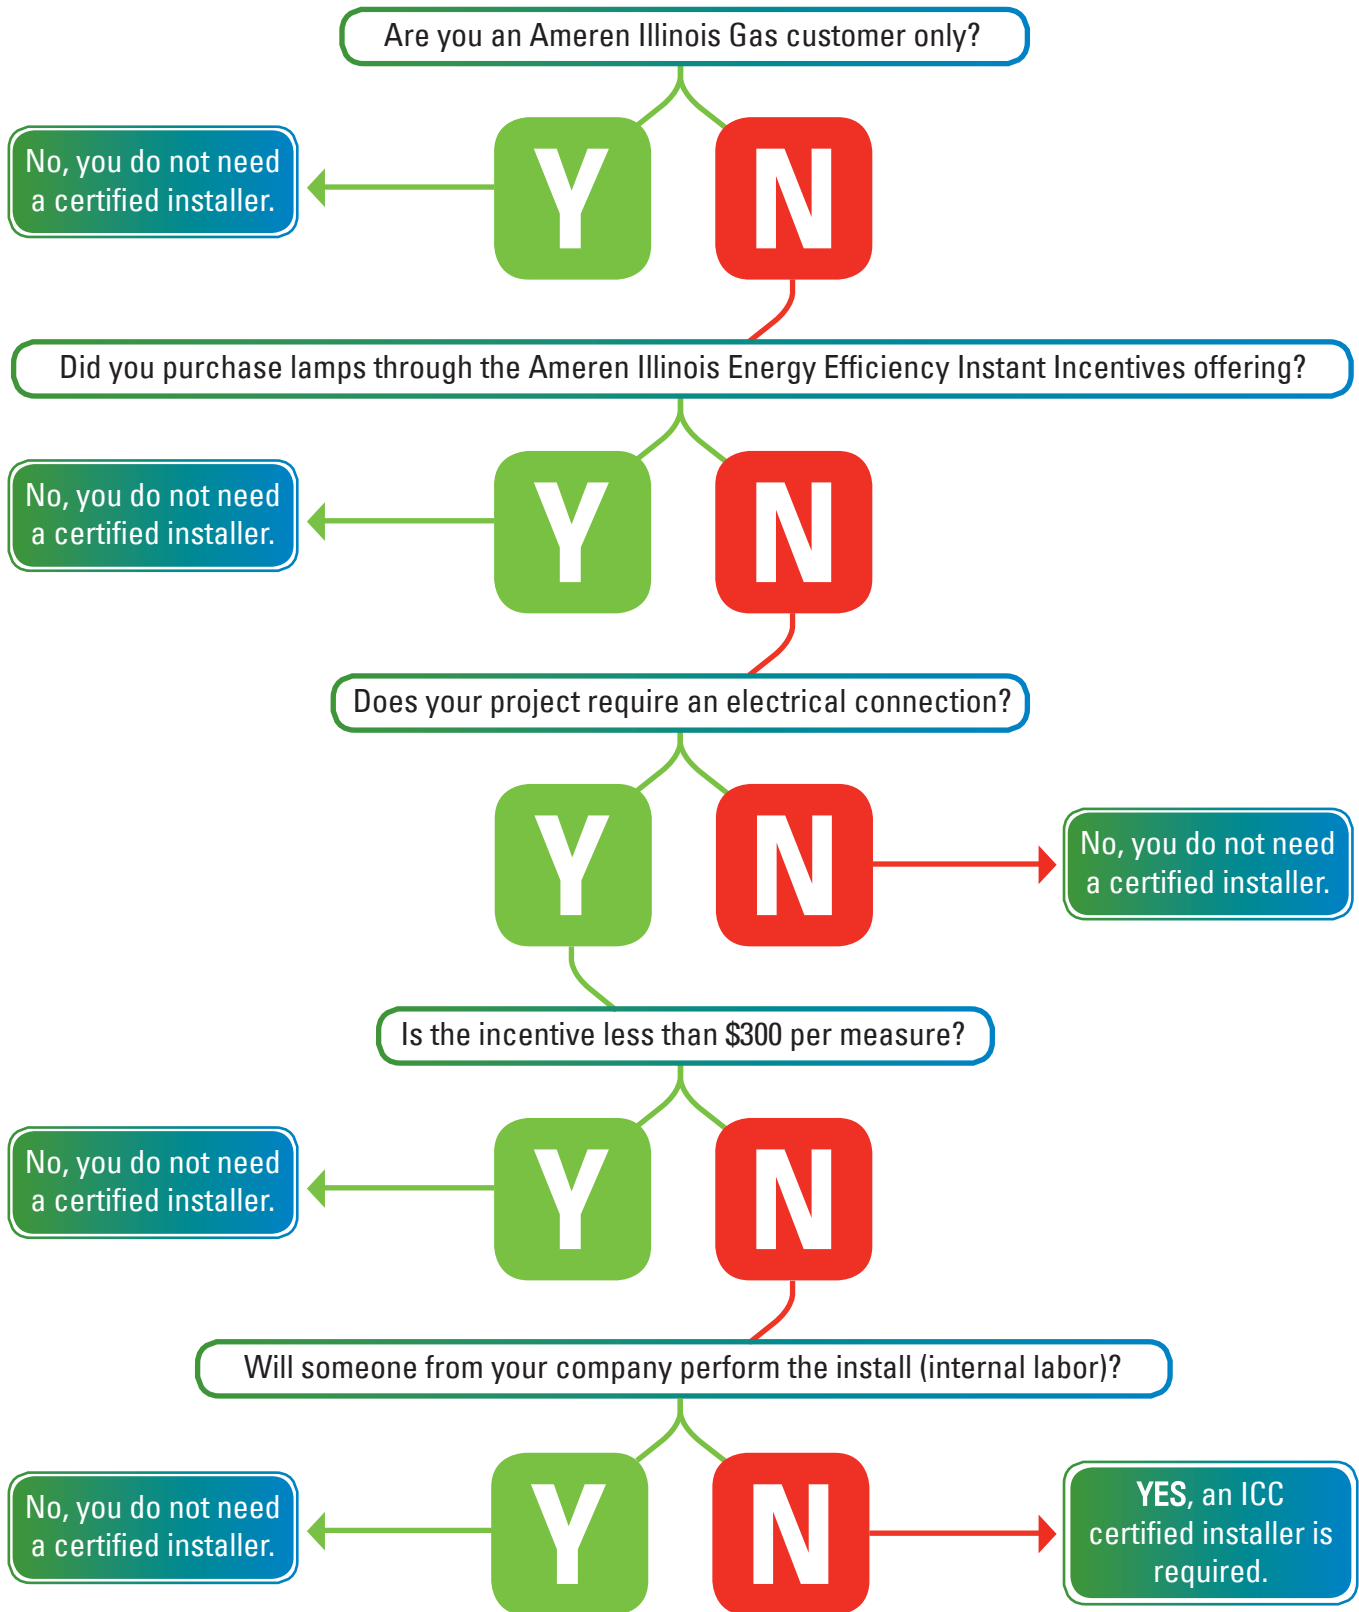 Are you an Ameren Illinois Gas customer only?
Y
N
No, you do not need
a certified installer.
Did you purchase lamps through the Ameren Illinois Energy Efficiency Instant Incentives offering?
Y
N
No, you do not need
a certified installer.
Does your project require an electrical connection?
Y
N
No, you do not need
a certified installer.
Is the incentive less than $300 per measure?
Y
N
No, you do not need
a certified installer.
Will someone from your company perform the install (internal labor)?
Y
N
No, you do not need
a certified installer.
YES, an ICC
certified installer is
required.